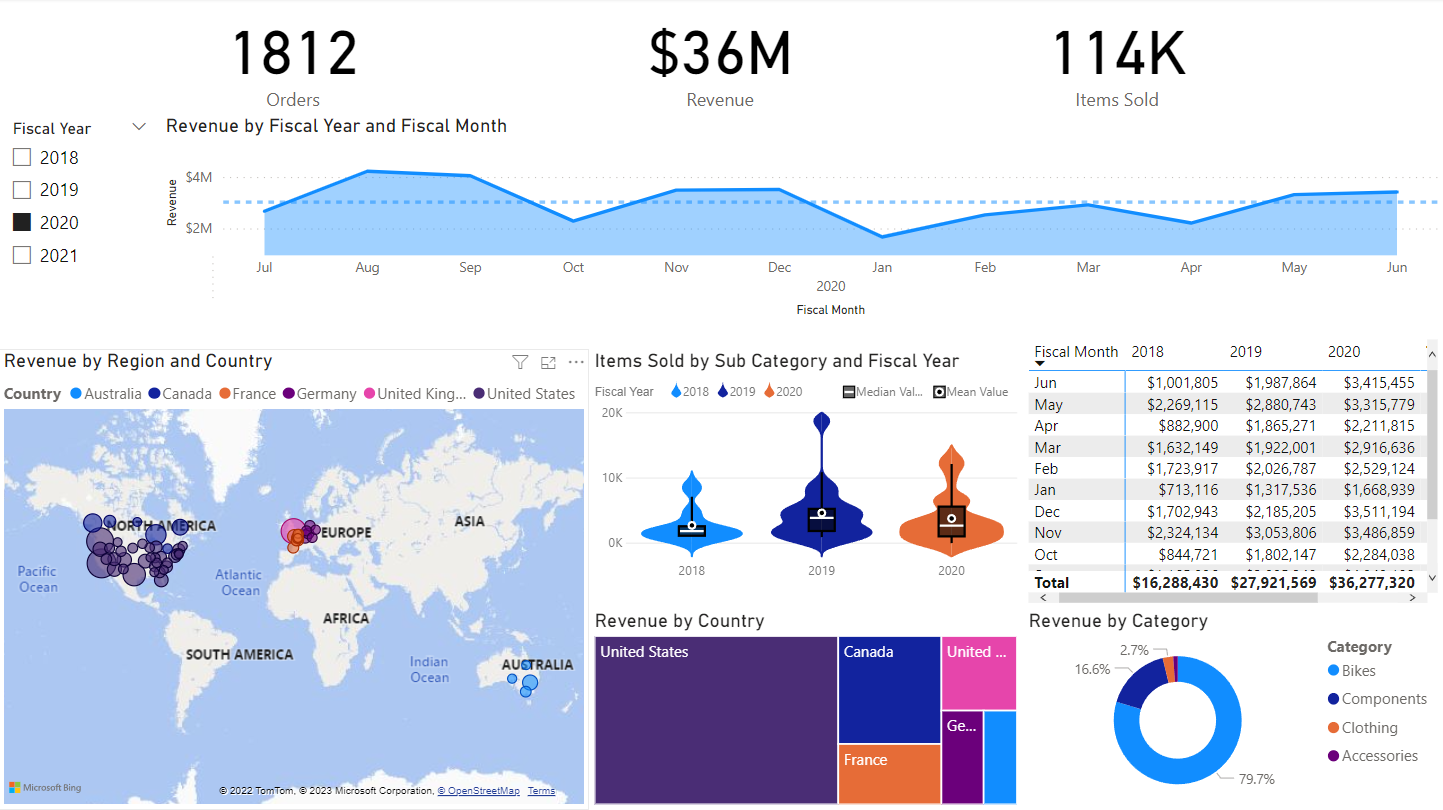 1812
Orders
$36M
Revenue
114K
Items Sold
Fiscal Year
2018
2019
2020
2021
Revenue by Fiscal Year and Fiscal Month
Revenue
$4M
$2M
Jul Aug Sep Oct Nov Dec Jan Feb Mar Apr May Jun
2020
Fiscal Month
Revenue by Region and Country
Country Australia Canada France Germany United King... United States
NORTH AMERICA
EUROPE
ASIA
Pacific
Ocean
Atlantic
Ocean
AFRICA
SOUTH AMERICA
Indian
Ocean
AUSTRALIA
Microsoft Bing
© 2022 TomTom, © 2023 Microsoft Corporation, © OpenStreetMap Terms
Items Sold by Sub Category and Fiscal Year
Fiscal Year 2018 2019 2020 Median Val... Mean Value
20K
10K
0K
2018 2019 2020
Fiscal Month 2018 2019 2020
Jun $1,001,805 $1,987,864 $3,415,455
May $2,269,115 $2,880,743 $3,315,779
Apr $882,900 $1,865,271 $2,211,815
Mar $1,632,149 $1,922,001 $2,916,636
Feb $1,723,917 $2,026,787 $2,529,124
Jan $713,116 $1,317,536 $1,668,939
Dec $1,702,943 $2,185,205 $3,511,194
Nov $2,324,134 $3,053,806 $3,486,859
Oct $844,721 $1,802,147 $2,284,038
Total $16,288,430 $27,921,569 $36,277,320
Revenue by Country
United States
Canada
United ...
Ge...
France
Revenue by Category
2.7%
16.6%
79.7%
Category
Bikes
Components
Clothing
Accessories